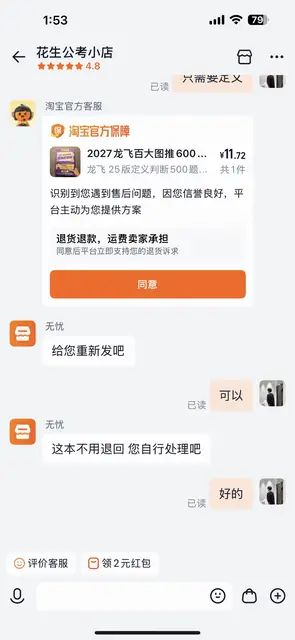 1:53
79
花生公考小店
4.8
只需要定义
已读
淘宝官方客服
淘宝官方保障
2027龙飞百大图推600...
¥11.72
龙飞 25版定义判断500题...
共1件
识别到您遇到售后问题，因您信誉良好，平
台主动为您提供方案
退货退款，运费卖家承担
同意后平台立即支持您的退货诉求
同意
无忧
给您重新发吧
可以
已读
无忧
这本不用退回 您自行处理吧
好的
已读
评价客服
领2元红包